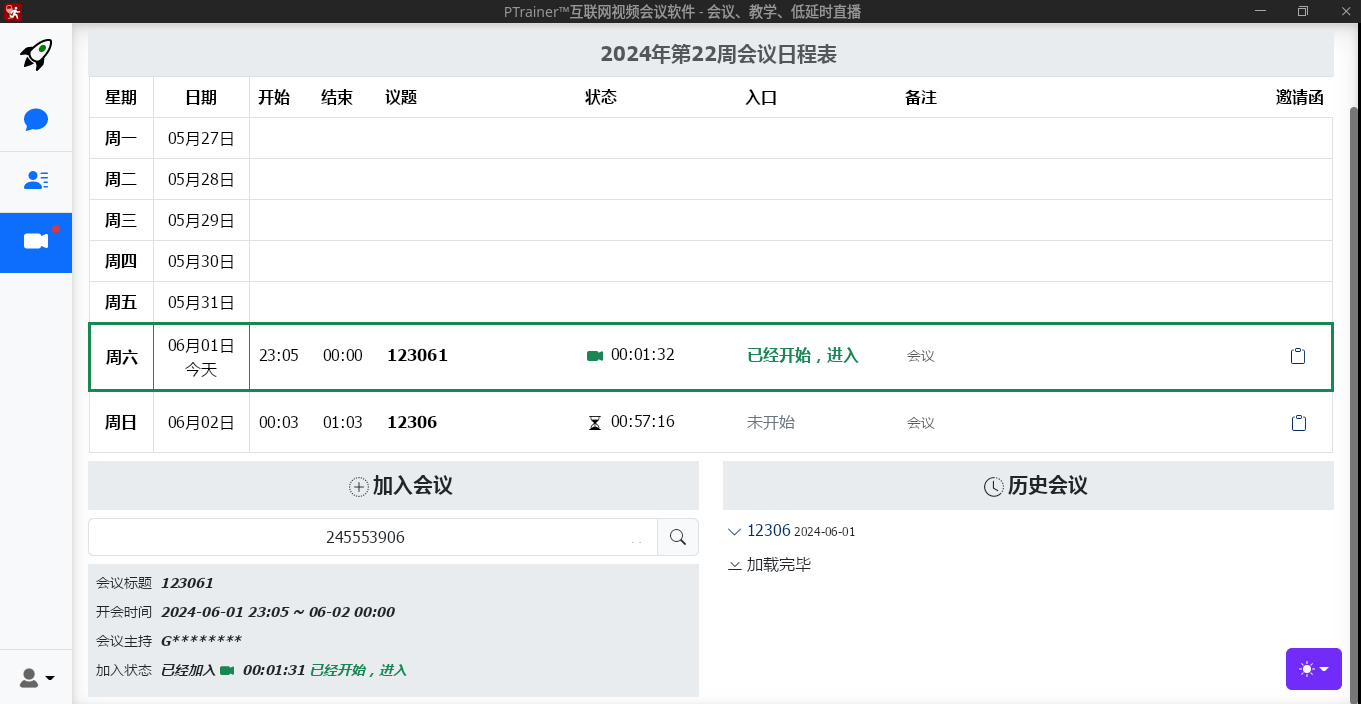 PTrainer™互联网视频会议软件 - 会议、教学、低延时直播
2024年第22周会议日程表
星期 日期 开始 结束 议题 状态 入口 备注 邀请函
周一 05月27日
周二 05月28日
周三 05月29日
周四 05月30日
周五 05月31日
周六 06月01日 今天 23:05 00:00 123061 00:01:32 已经开始，进入 会议
周日 06月02日 00:03 01:03 12306 00:57:16 未开始 会议
加入会议
245553906
会议标题 123061
开会时间 2024-06-01 23:05 ~ 06-02 00:00
会议主持 G********
加入状态 已经加入 00:01:31 已经开始，进入
历史会议
12306 2024-06-01
加载完毕